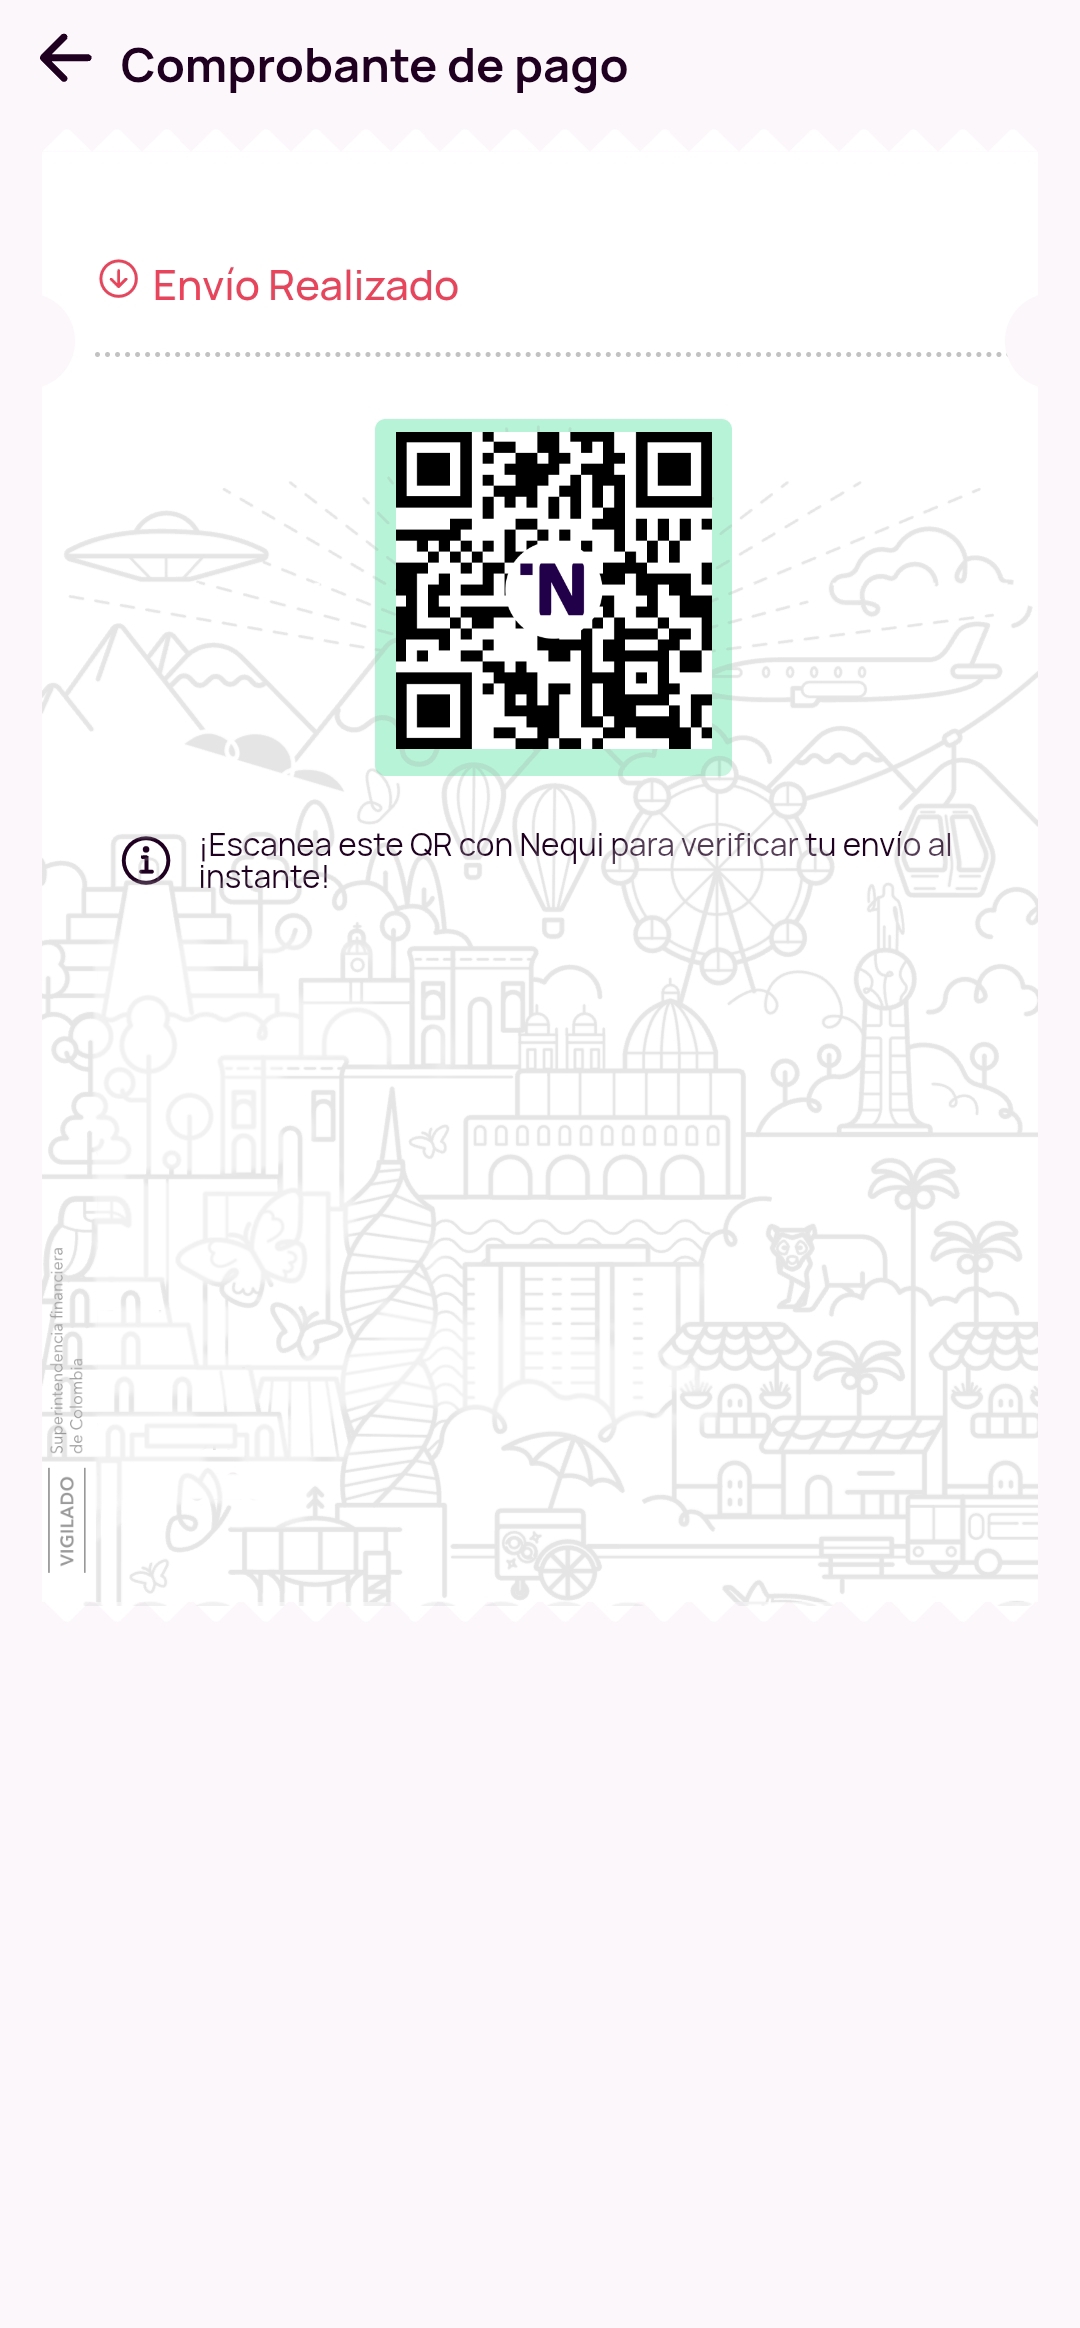 Comprobante de pago
Envío Realizado
N
¡Escanea este QR con Nequi para verificar tu envío al
instante!
Superintendencia financiera
de Colombia
VIGILADO